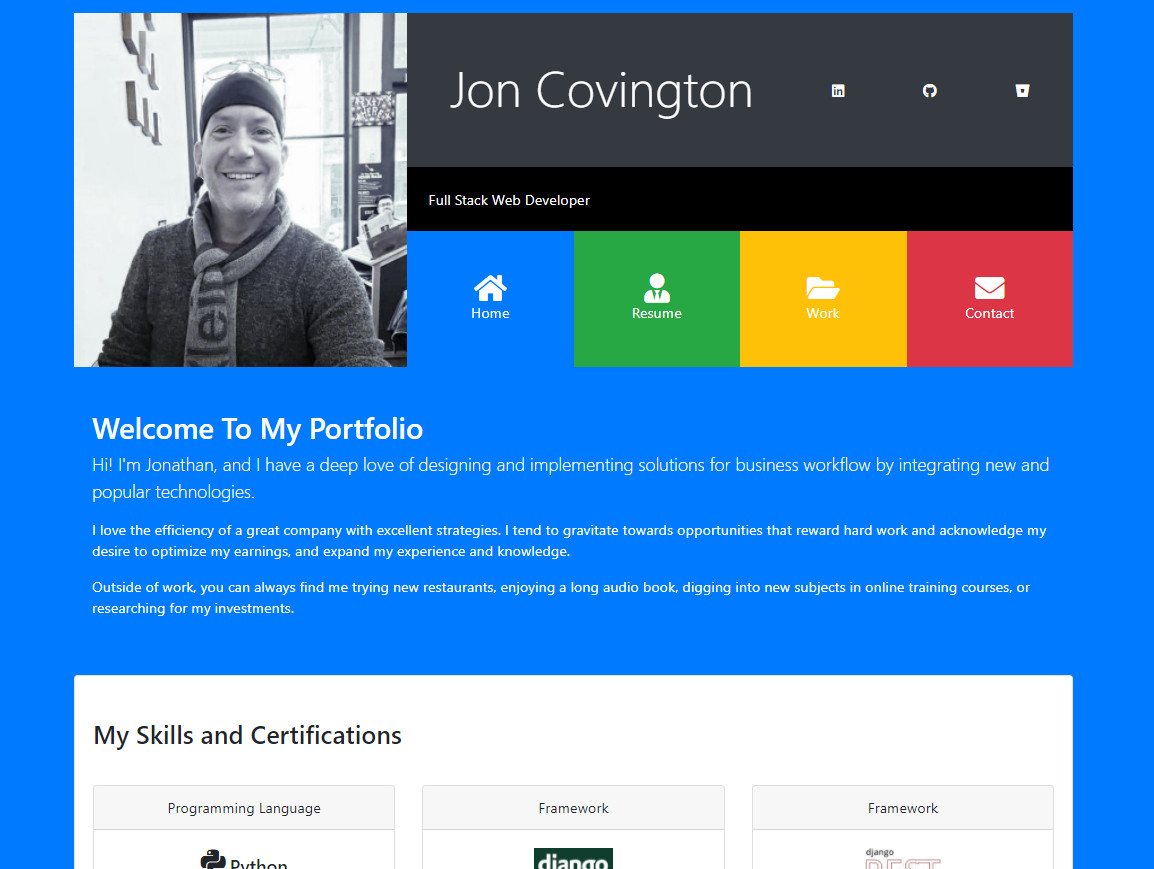 Jon Covington
Full Stack Web Developer
Home
Resume
Work
Contact
Welcome To My Portfolio
Hi! I'm Jonathan, and I have a deep love of designing and implementing solutions for business workflow by integrating new and
popular technologies.
I love the efficiency of a great company with excellent strategies. I tend to gravitate towards opportunities that reward hard work and acknowledge my
desire to optimize my earnings, and expand my experience and knowledge.
Outside of work, you can always find me trying new restaurants, enjoying a long audio book, digging into new subjects in online training courses, or
researching for my investments.
My Skills and Certifications
Programming Language
Framework
Framework
Python
django
django
REST